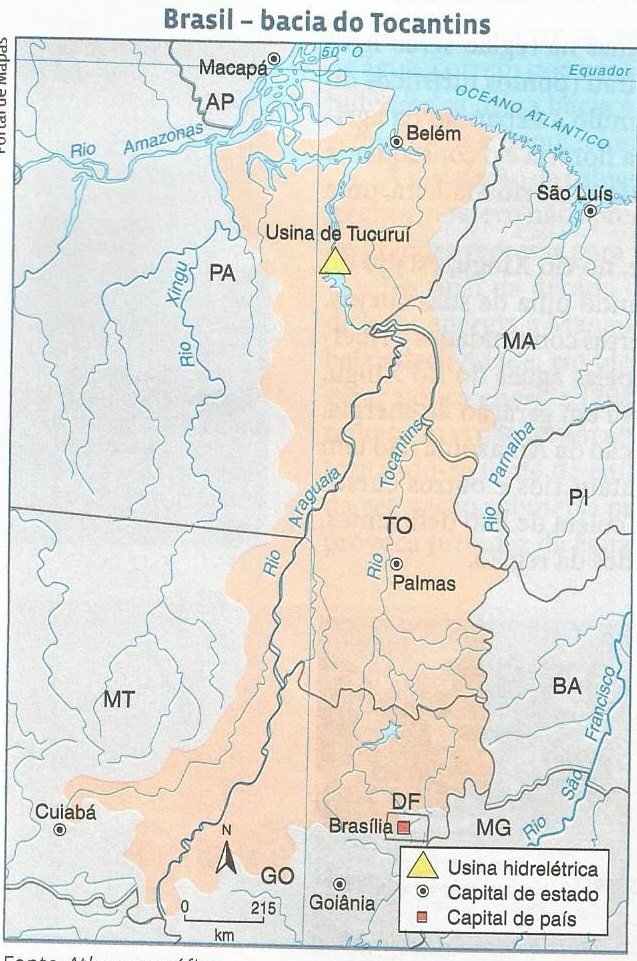 Brasil – bacia do Tocantins
Portal de Mapas
50° O
Equador
Macapá
AP
OCEANO ATLÂNTICO
Rio Amazonas
Belém
São Luís
Usina de Tucuruí
PA
Rio Xingu
MA
Rio Tocantins
Rio Parnaíba
Rio Araguaia
PI
TO
Palmas
MT
BA
Rio São Francisco
Cuiabá
DF
Brasília
MG
N
GO
Goiânia
0 215
km
Usina hidrelétrica
Capital de estado
Capital de país